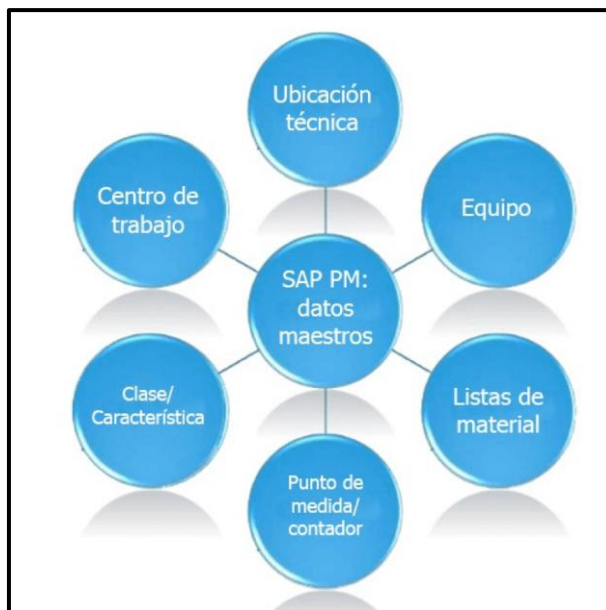 Ubicación
técnica
Centro de
trabajo
Equipo
SAP PM:
datos
maestros
Clase/
Característica
Listas de
material
Punto de
medida/
contador